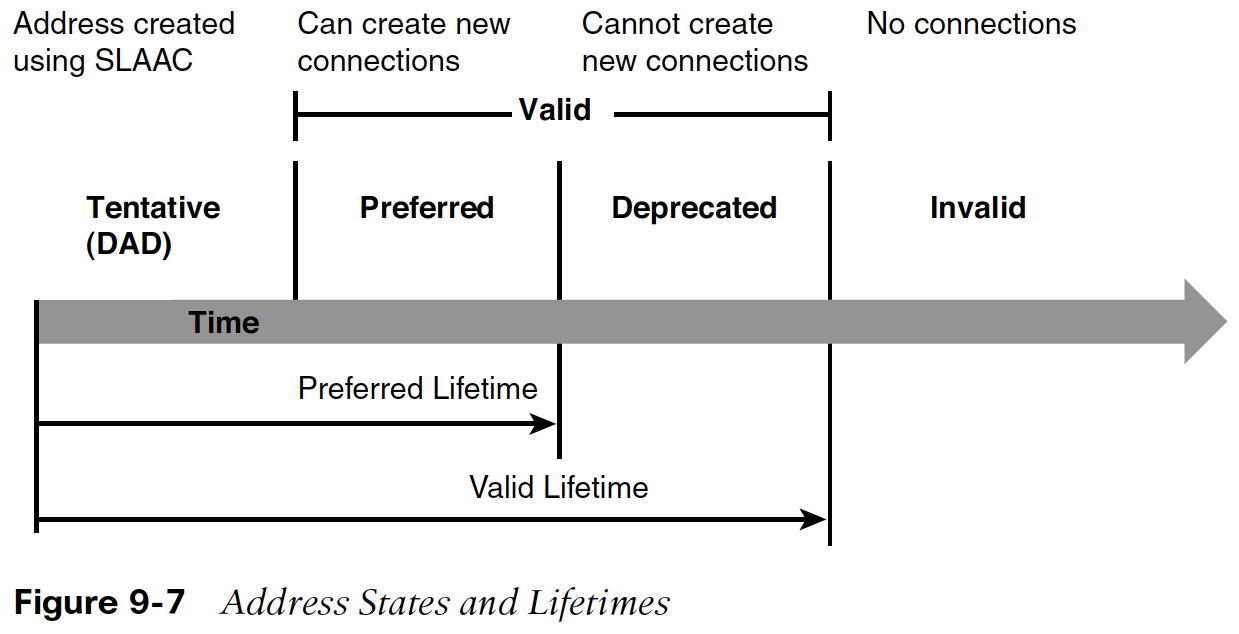 Address created
using SLAAC
Can create new
connections
Cannot create
new connections
No connections
Valid
Tentative
(DAD)
Preferred
Deprecated
Invalid
Time
Preferred Lifetime
Valid Lifetime
Figure 9-7 Address States and Lifetimes